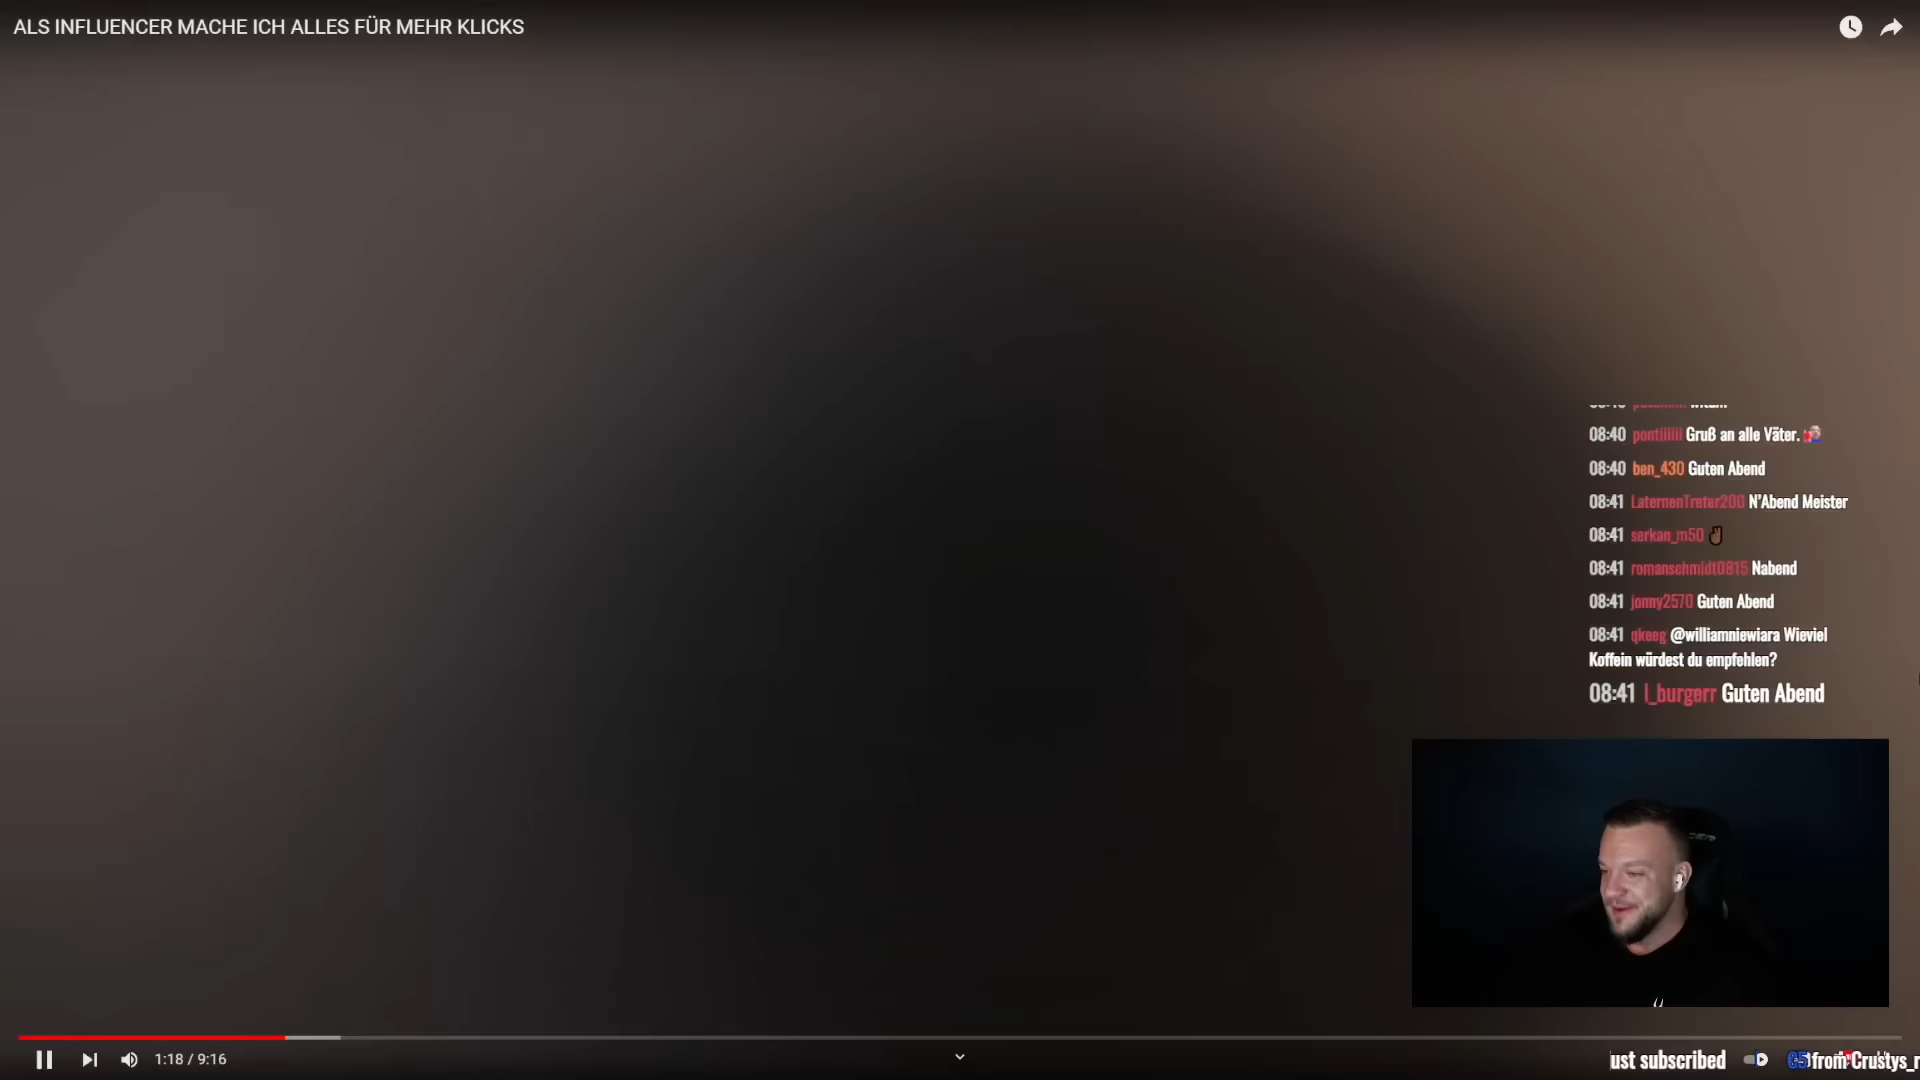 ALS INFLUENCER MACHE ICH ALLES FÜR MEHR KLICKS
08:40 pontiiiiii Gruß an alle Väter.
08:40 ben_430 Guten Abend
08:41 LaternenTreter200 N'Abend Meister
08:41 serkan_m50
08:41 romanschmidt0815 Nabend
08:41 jonny2570 Guten Abend
08:41 qkeeg @williamniewiara Wieviel
Koffein würdest du empfehlen?
08:41 l_burgerr Guten Abend
1:18 / 9:16
ust subscribed
from Crustys_